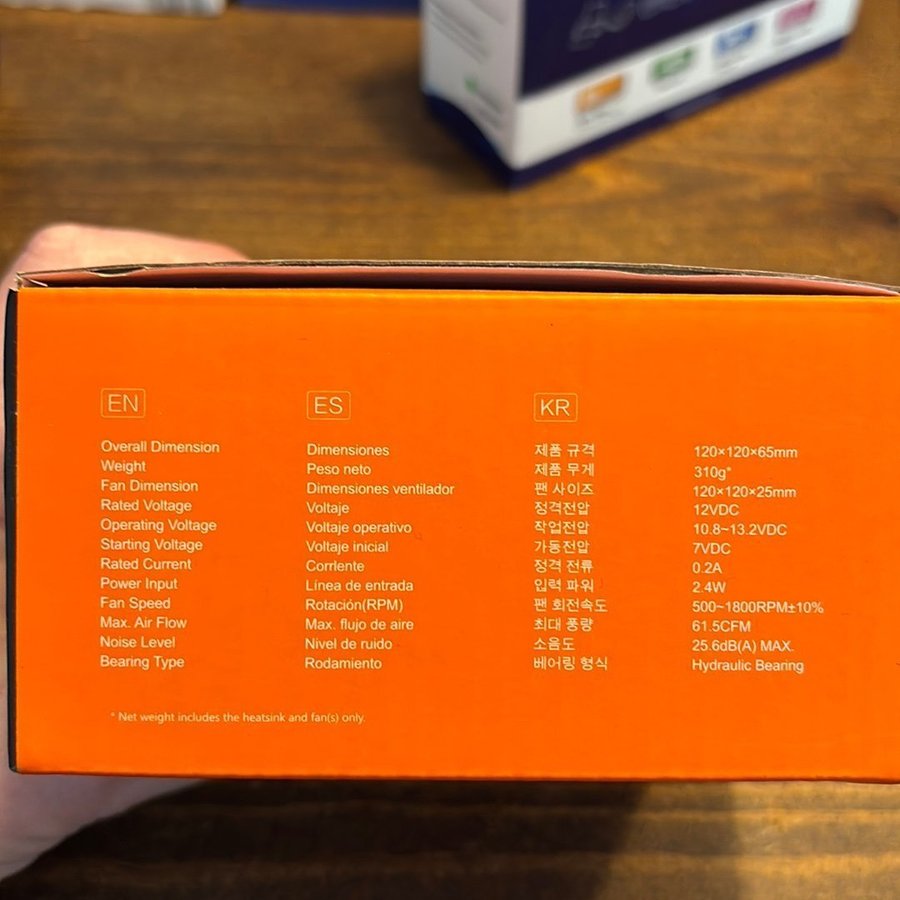 EN
ES
KR
Overall Dimension Dimensiones 제품 규격 120×120×65mm
Weight Peso neto 제품 무게 310g*
Fan Dimension Dimensiones ventilador 팬 사이즈 120×120×25mm
Rated Voltage Voltaje 정격전압 12VDC
Operating Voltage Voltaje operativo 작업전압 10.8~13.2VDC
Starting Voltage Voltaje inicial 가동전압 7VDC
Rated Current Corrlente 정격 전류 0.2A
Power Input Línea de entrada 입력 파워 2.4W
Fan Speed Rotación(RPM) 팬 회전속도 500~1800RPM±10%
Max. Air Flow Max. flujo de aire 최대 풍량 61.5CFM
Noise Level Nivel de ruido 소음도 25.6dB(A) MAX.
Bearing Type Rodamiento 베어링 형식 Hydraulic Bearing
* Net weight includes the heatsink and fan(s) only.